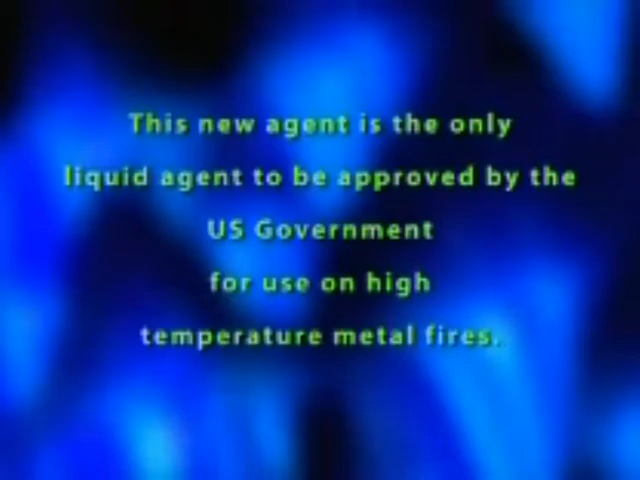 This new agent is the only
liquid agent to be approved by the
US Government
for use on high
temperature metal fires.